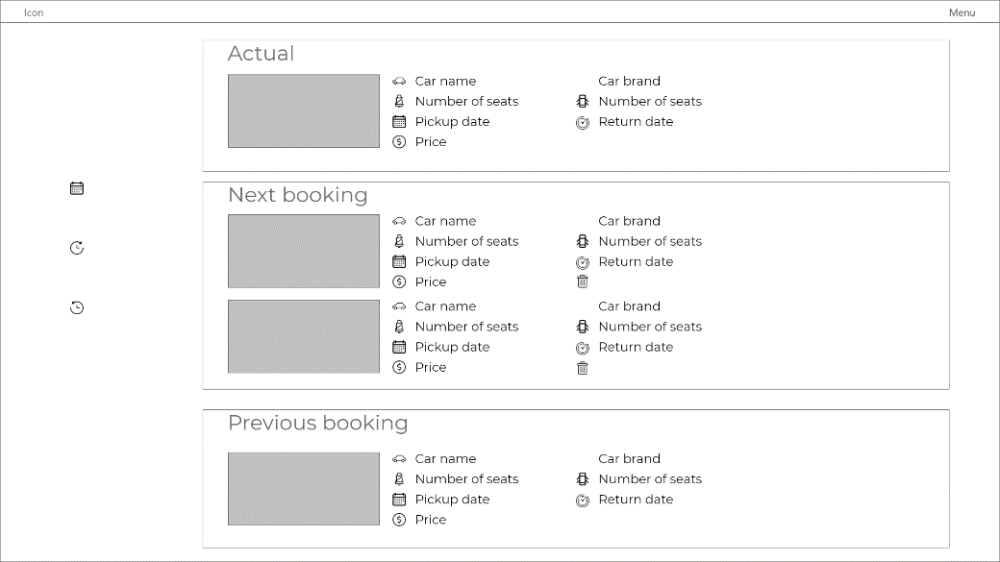 Icon
Menu
Actual
Car name
Car brand
Number of seats
Number of seats
Pickup date
Return date
Price
Next booking
Car name
Car brand
Number of seats
Number of seats
Pickup date
Return date
Price
Car name
Car brand
Number of seats
Number of seats
Pickup date
Return date
Price
Previous booking
Car name
Car brand
Number of seats
Number of seats
Pickup date
Return date
Price